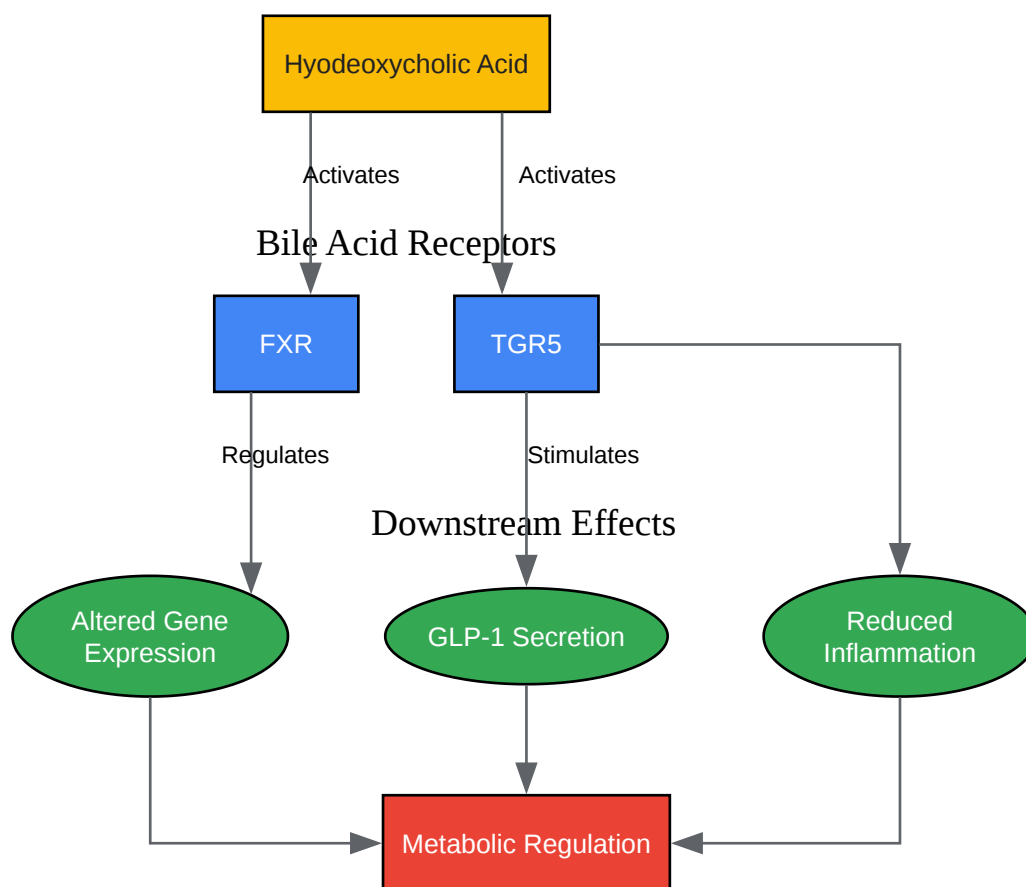 Hyodeoxycholic Acid
Activates
Activates
Bile Acid Receptors
FXR
TGR5
Regulates
Stimulates
Downstream Effects
Altered Gene
Expression
GLP-1 Secretion
Reduced
Inflammation
Metabolic Regulation